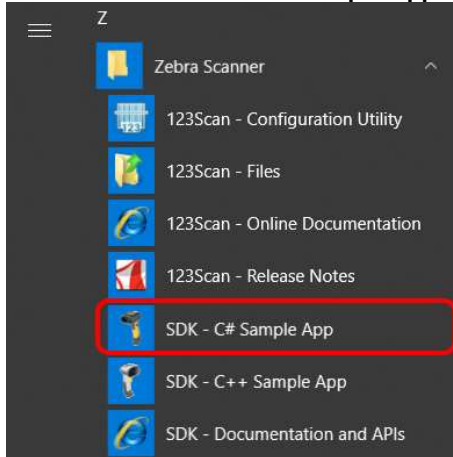 Z
Zebra Scanner
123
123Scan - Configuration Utility
123Scan - Files
123Scan - Online Documentation
123Scan - Release Notes
SDK - C# Sample App
SDK - C++ Sample App
SDK - Documentation and APIs